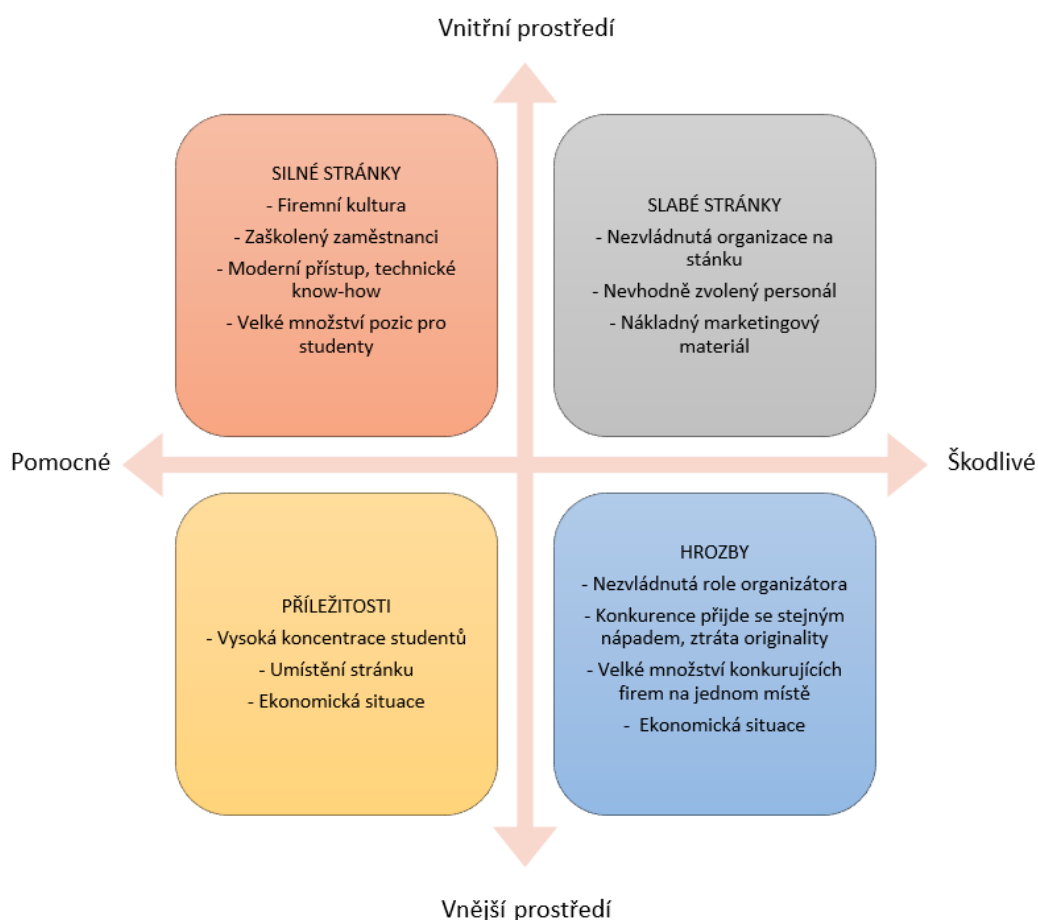 Vnitřní prostředí
SILNÉ STRÁNKY
- Firemní kultura
- Zaškolený zaměstnanci
- Moderní přístup, technické
know-how
- Velké množství pozic pro
studenty
SLABÉ STRÁNKY
- Nezvládnutá organizace na
stánku
- Nevhodně zvolený personál
- Nákladný marketingový
materiál
Pomocné
Škodlivé
PŘÍLEŽITOSTI
- Vysoká koncentrace studentů
- Umístění stránku
- Ekonomická situace
HROZBY
- Nezvládnutá role organizátora
- Konkurence přijde se stejným
nápadem, ztráta originality
- Velké množství konkurujících
firem na jednom místě
- Ekonomická situace
Vnější prostředí